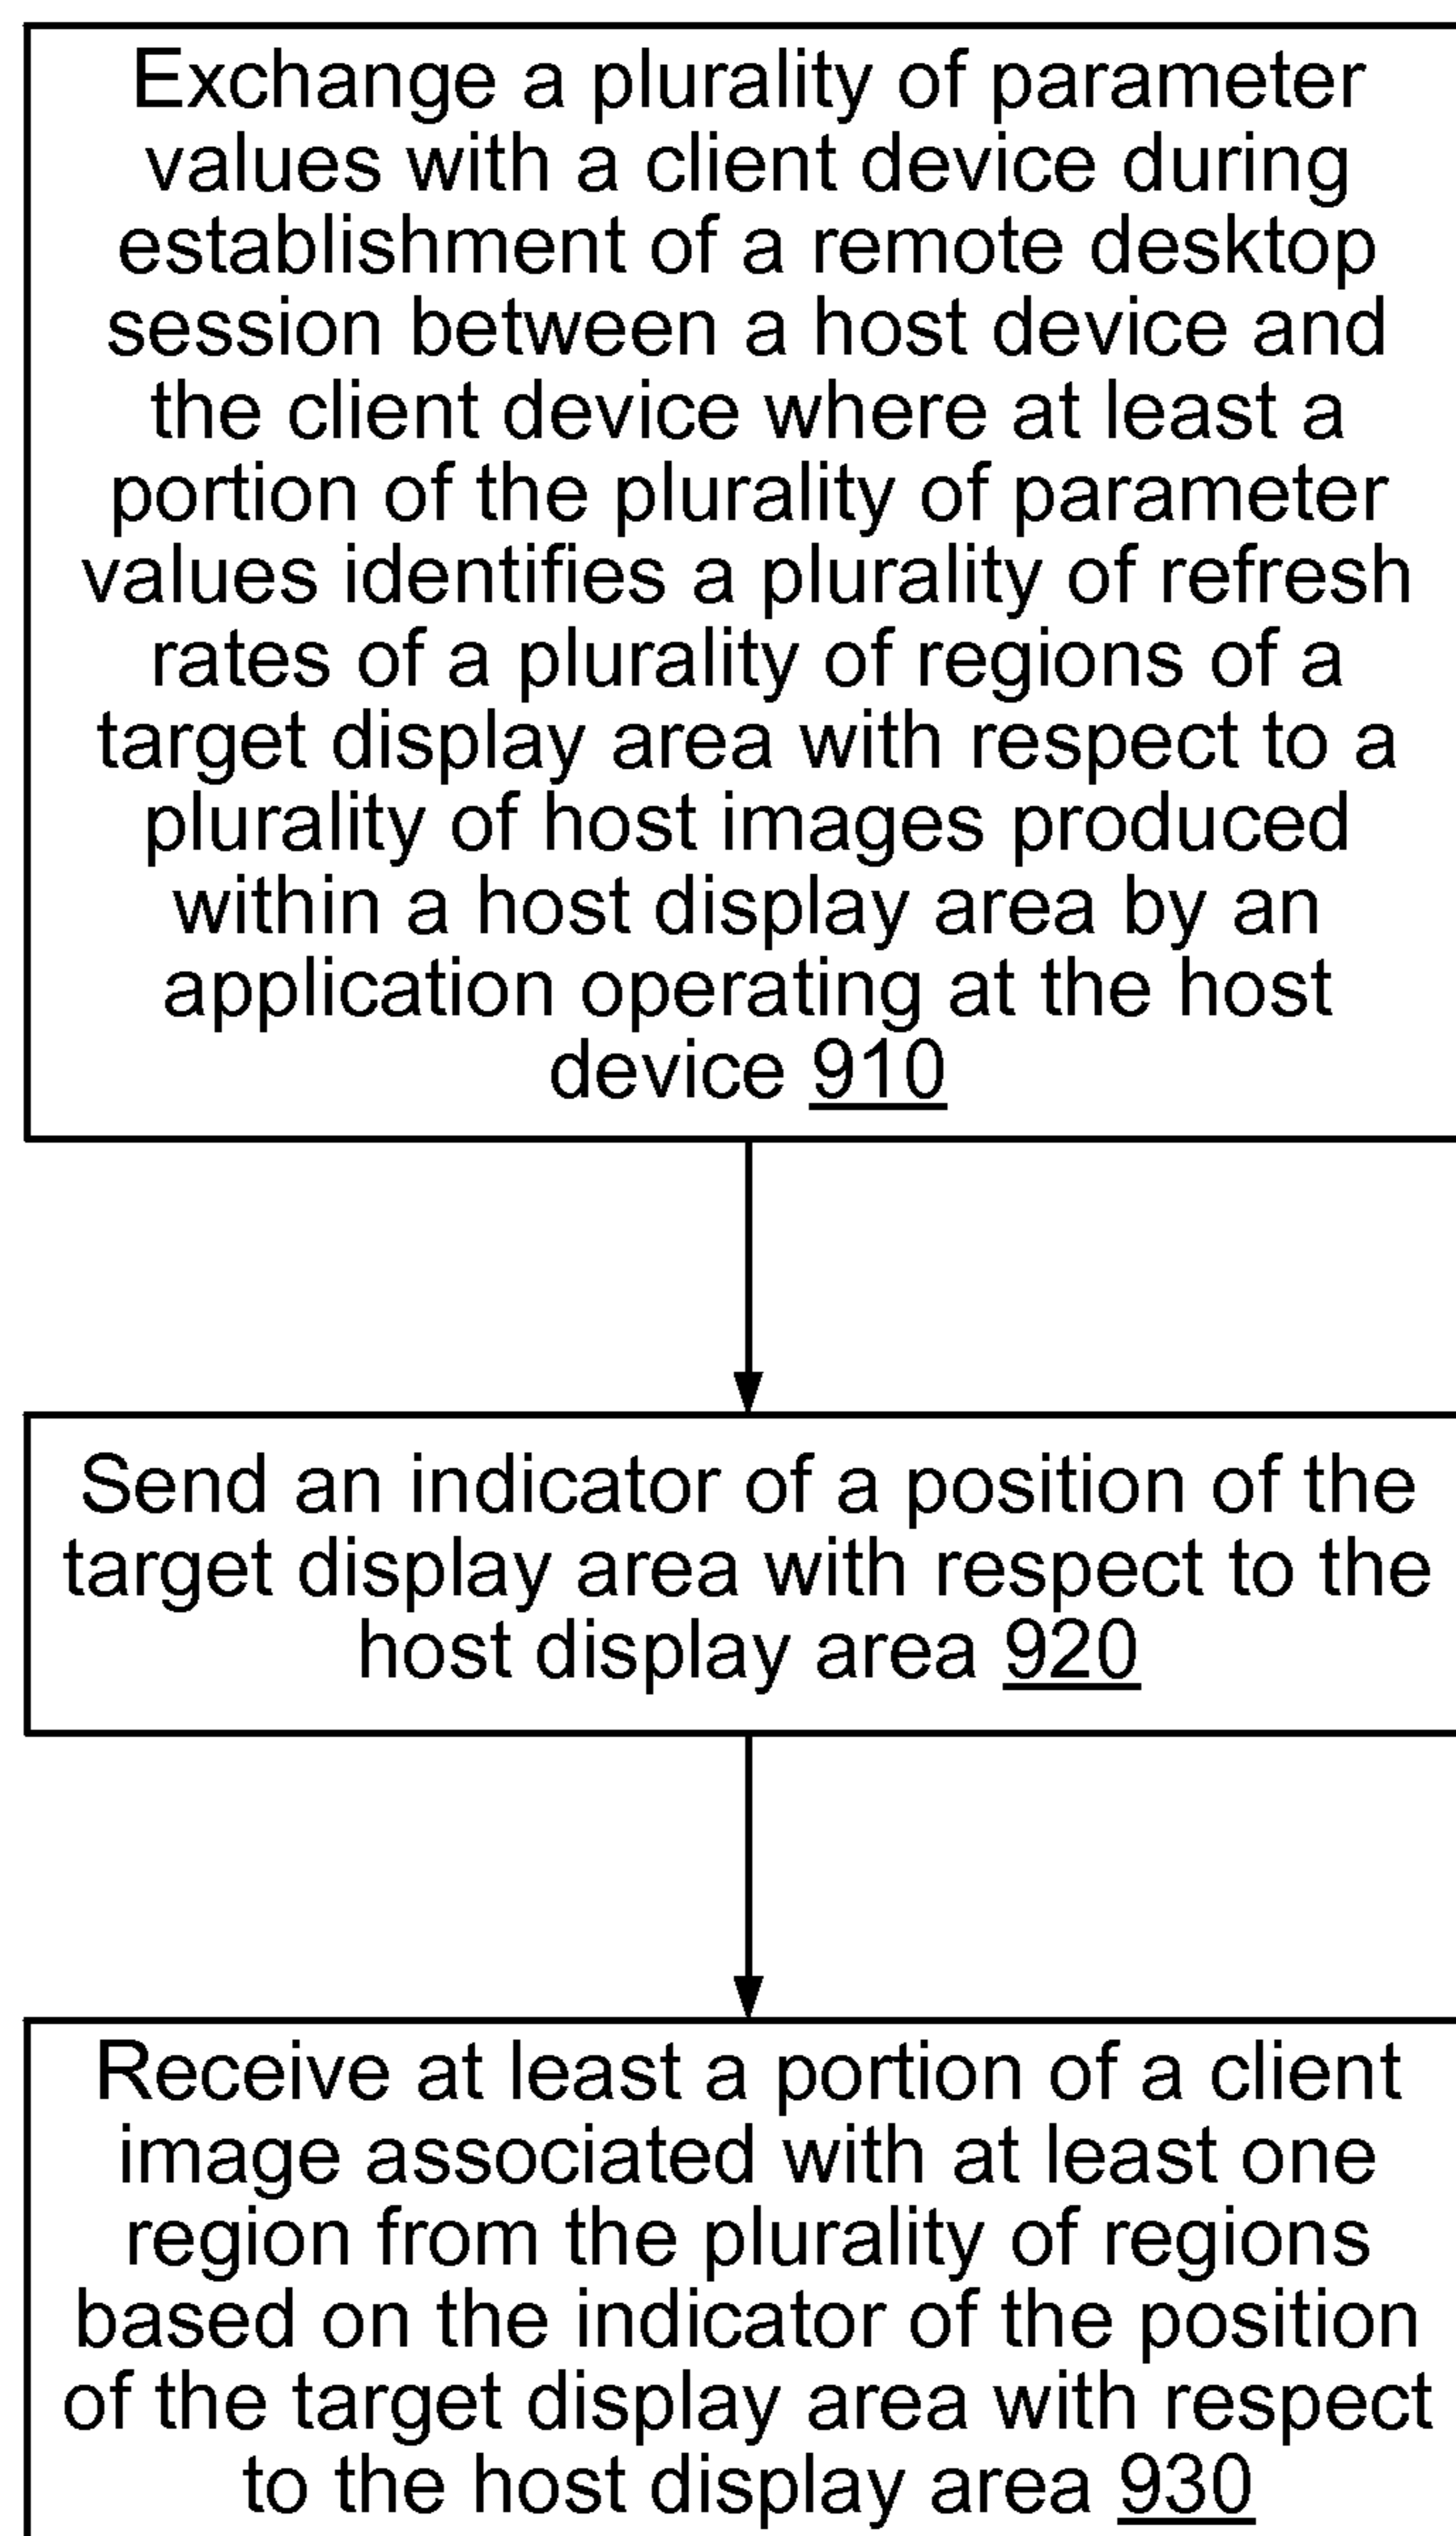 Exchange a plurality of parameter
values with a client device during
establishment of a remote desktop
session between a host device and
the client device where at least a
portion of the plurality of parameter
values identifies a plurality of refresh
rates of a plurality of regions of a
target display area with respect to a
plurality of host images produced
within a host display area by an
application operating at the host
device 910
Send an indicator of a position of the
target display area with respect to the
host display area 920
Receive at least a portion of a client
image associated with at least one
region from the plurality of regions
based on the indicator of the position
of the target display area with respect
to the host display area 930